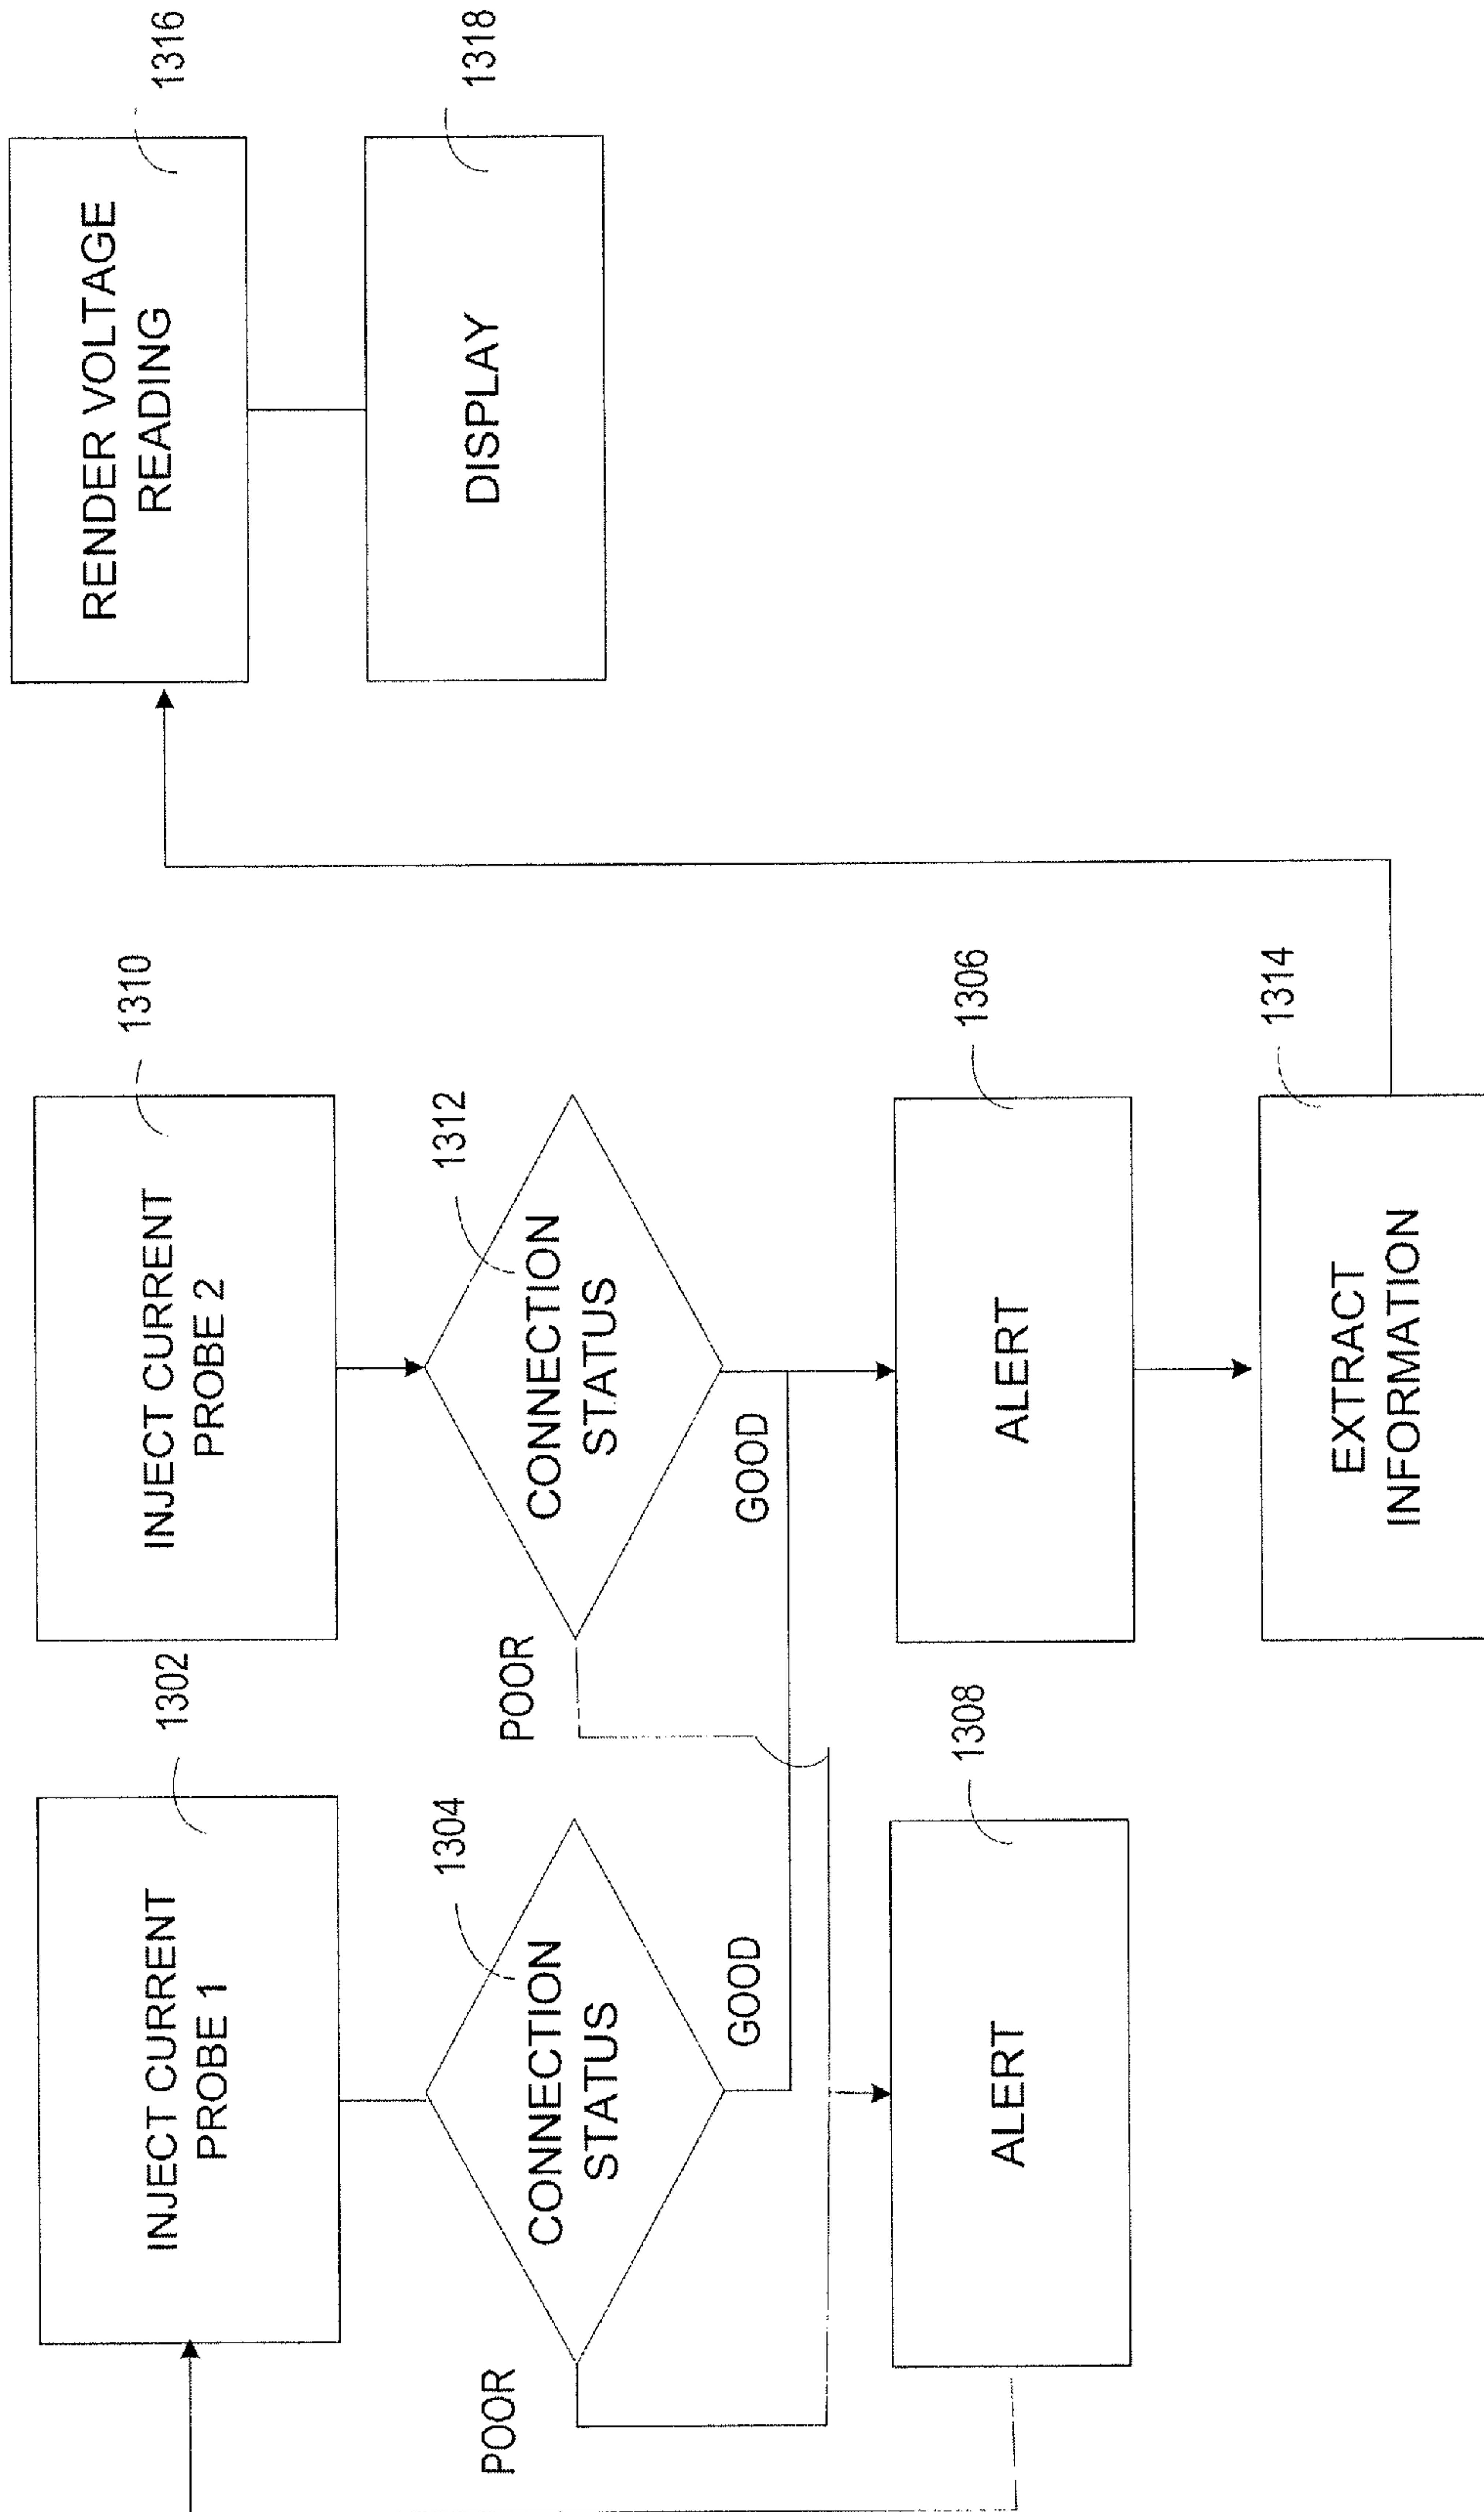 INJECT CURRENT
PROBE 1
1302
CONNECTION
STATUS
1304
POOR
GOOD
ALERT
1308
INJECT CURRENT
PROBE 2
1310
CONNECTION
STATUS
1312
POOR
GOOD
ALERT
1306
EXTRACT
INFORMATION
1314
RENDER VOLTAGE
READING
1316
DISPLAY
1318